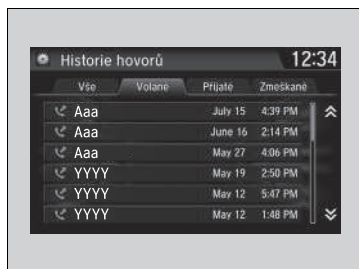 Historie hovorů 12:34
Vše Volané Přijaté Zmeškané
Aaa July 15 4:39 PM
Aaa June 16 2:14 PM
Aaa May 27 4:06 PM
YYYY May 19 2:50 PM
YYYY May 12 5:47 PM
YYYY May 12 1:48 PM